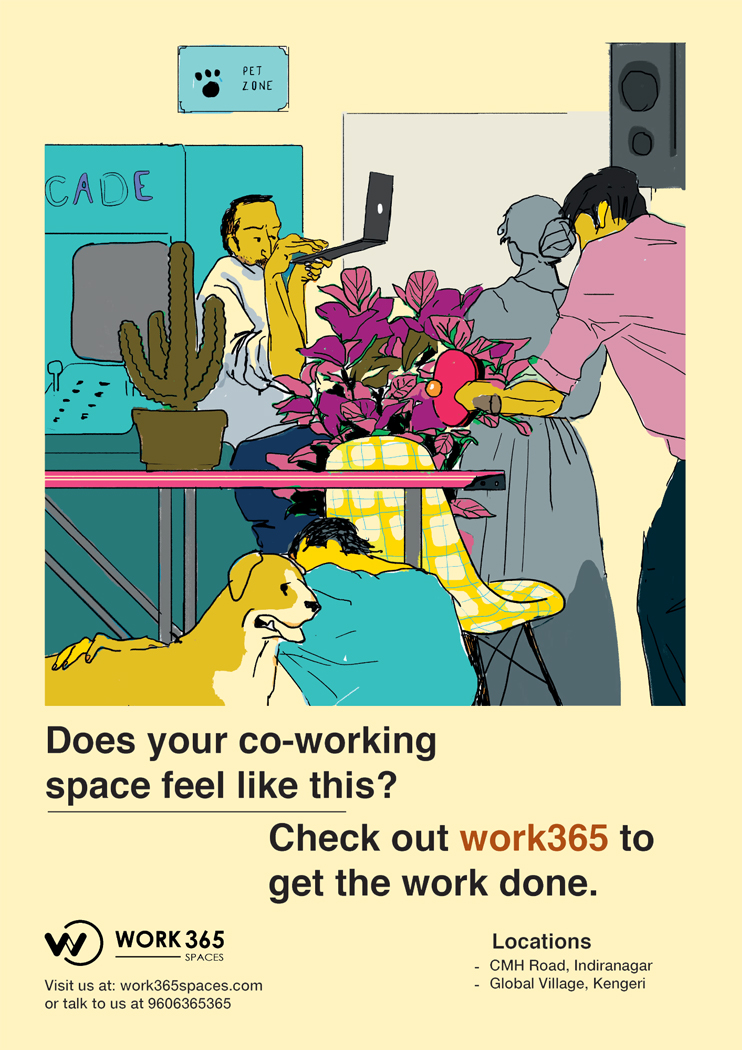 PET
ZONE
CADE
Does your co-working
space feel like this?
Check out work365 to
get the work done.
WORK 365
SPACES
Visit us at: work365spaces.com
or talk to us at 9606365365
Locations
- CMH Road, Indiranagar
- Global Village, Kengeri